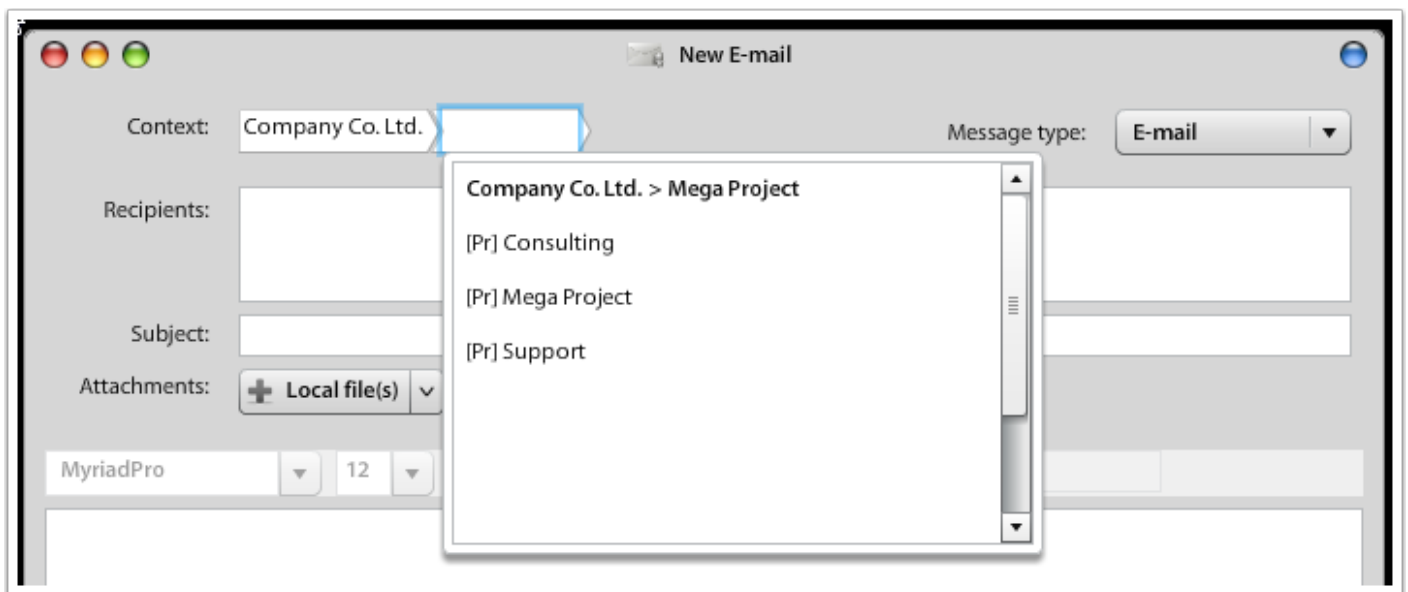 New E-mail
Context: Company Co. Ltd.
Message type: E-mail
Company Co. Ltd. > Mega Project
Recipients:
[Pr] Consulting
[Pr] Mega Project
Subject:
[Pr] Support
Attachments: Local file(s)
MyriadPro 12